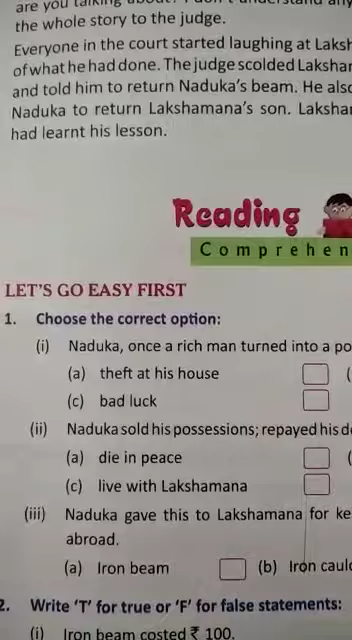 are you talking about? I don't understand any
the whole story to the judge.
Everyone in the court started laughing at Laksh
of what he had done. The judge scolded Lakshar
and told him to return Naduka's beam. He also
Naduka to return Lakshamana's son. Laksha
had learnt his lesson.
Reading
Comprehen
LET'S GO EASY FIRST
1. Choose the correct option:
(i) Naduka, once a rich man turned into a po
(a) theft at his house
(c) bad luck
(ii) Naduka sold his possessions; repayed his d
(a) die in peace
(c) live with Lakshamana
(iii) Naduka gave this to Lakshamana for ke
abroad.
(a) Iron beam (b) Iron caul
2. Write 'T' for true or 'F' for false statements:
(i) Iron beam costed ₹ 100.